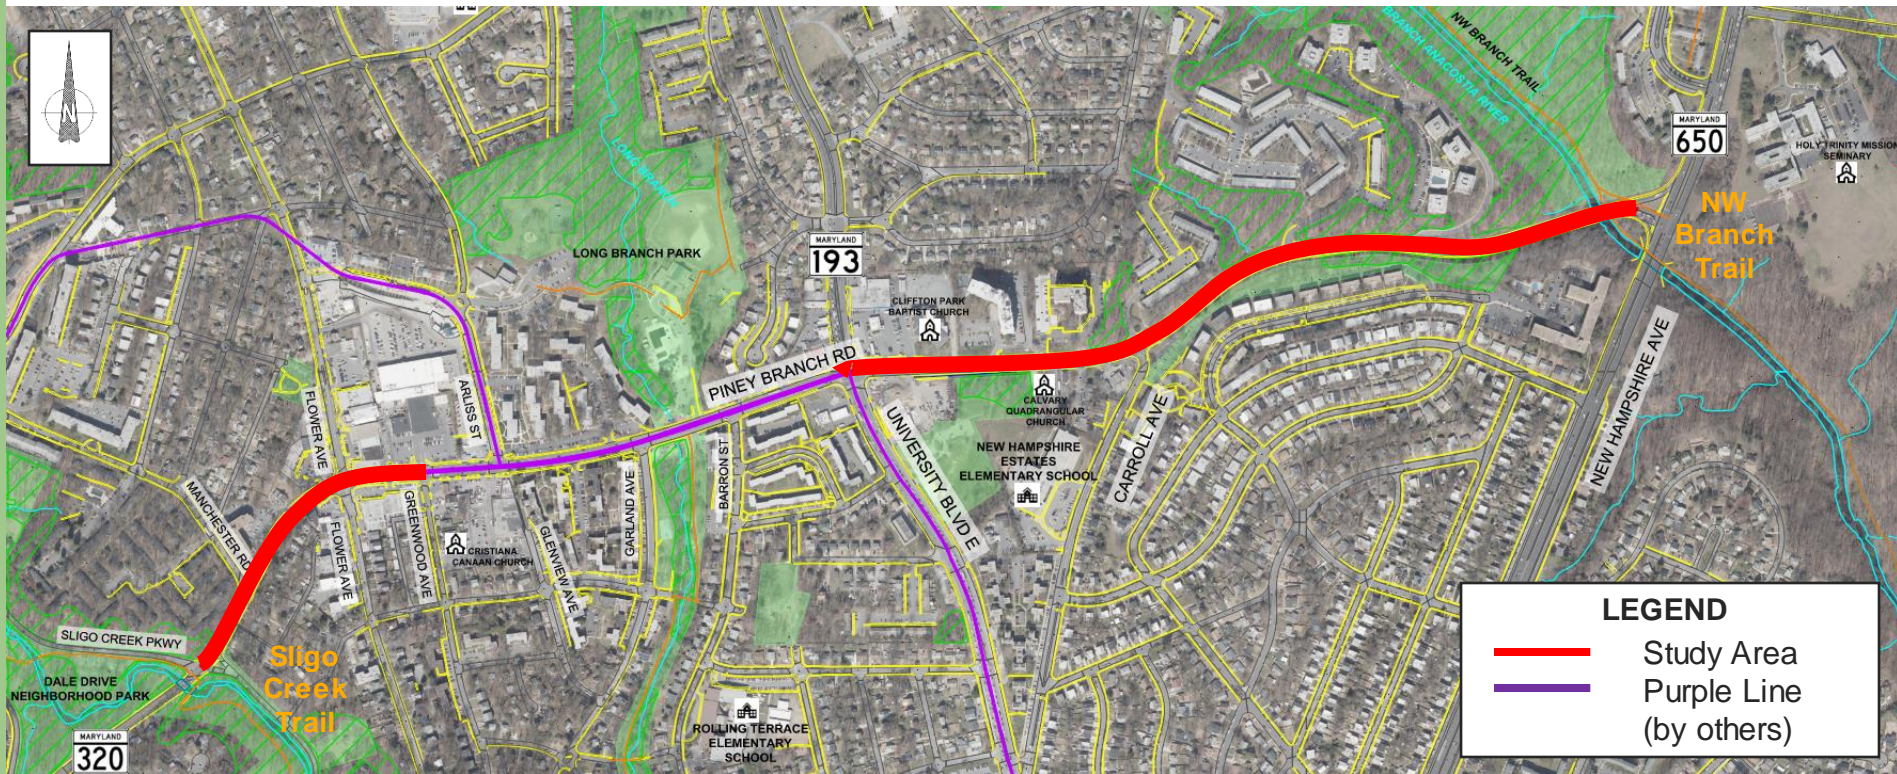 N
BRANCH ANACOSTIA RIVER
NW BRANCH TRAIL
MARYLAND
650
HOLY TRINITY MISSION
SEMINARY
LONG BRANCH
NW
Branch
Trail
LONG BRANCH PARK
MARYLAND
193
CLIFFTON PARK
BAPTIST CHURCH
PINEY BRANCH RD
ARLISS ST
FLOWER AVE
CALVARY
QUADRANGULAR
CHURCH
NEW HAMPSHIRE AVE
CARROLL AVE
UNIVERSITY BLVD E
NEW HAMPSHIRE
ESTATES
ELEMENTARY SCHOOL
BARRON ST
GARLAND AVE
MANCHESTER RD
FLOWER AVE
GREENWOOD AVE
CRISTIANA
CANAAN CHURCH
GLENVIEW AVE
SLIGO CREEK PKWY
Sligo
Creek
Trail
DALE DRIVE
NEIGHBORHOOD PARK
MARYLAND
320
ROLLING TERRACE
ELEMENTARY
SCHOOL
LEGEND
Study Area
Purple Line
(by others)